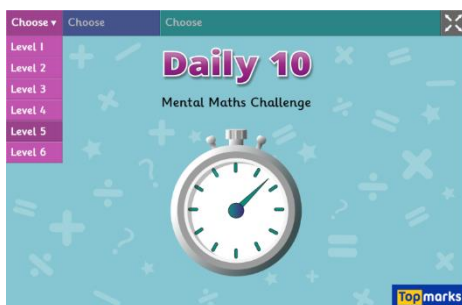 Choose ▾ Choose Choose
Level 1
Level 2
Level 3
Level 4
Level 5
Level 6
Daily 10
Mental Maths Challenge
Topmarks